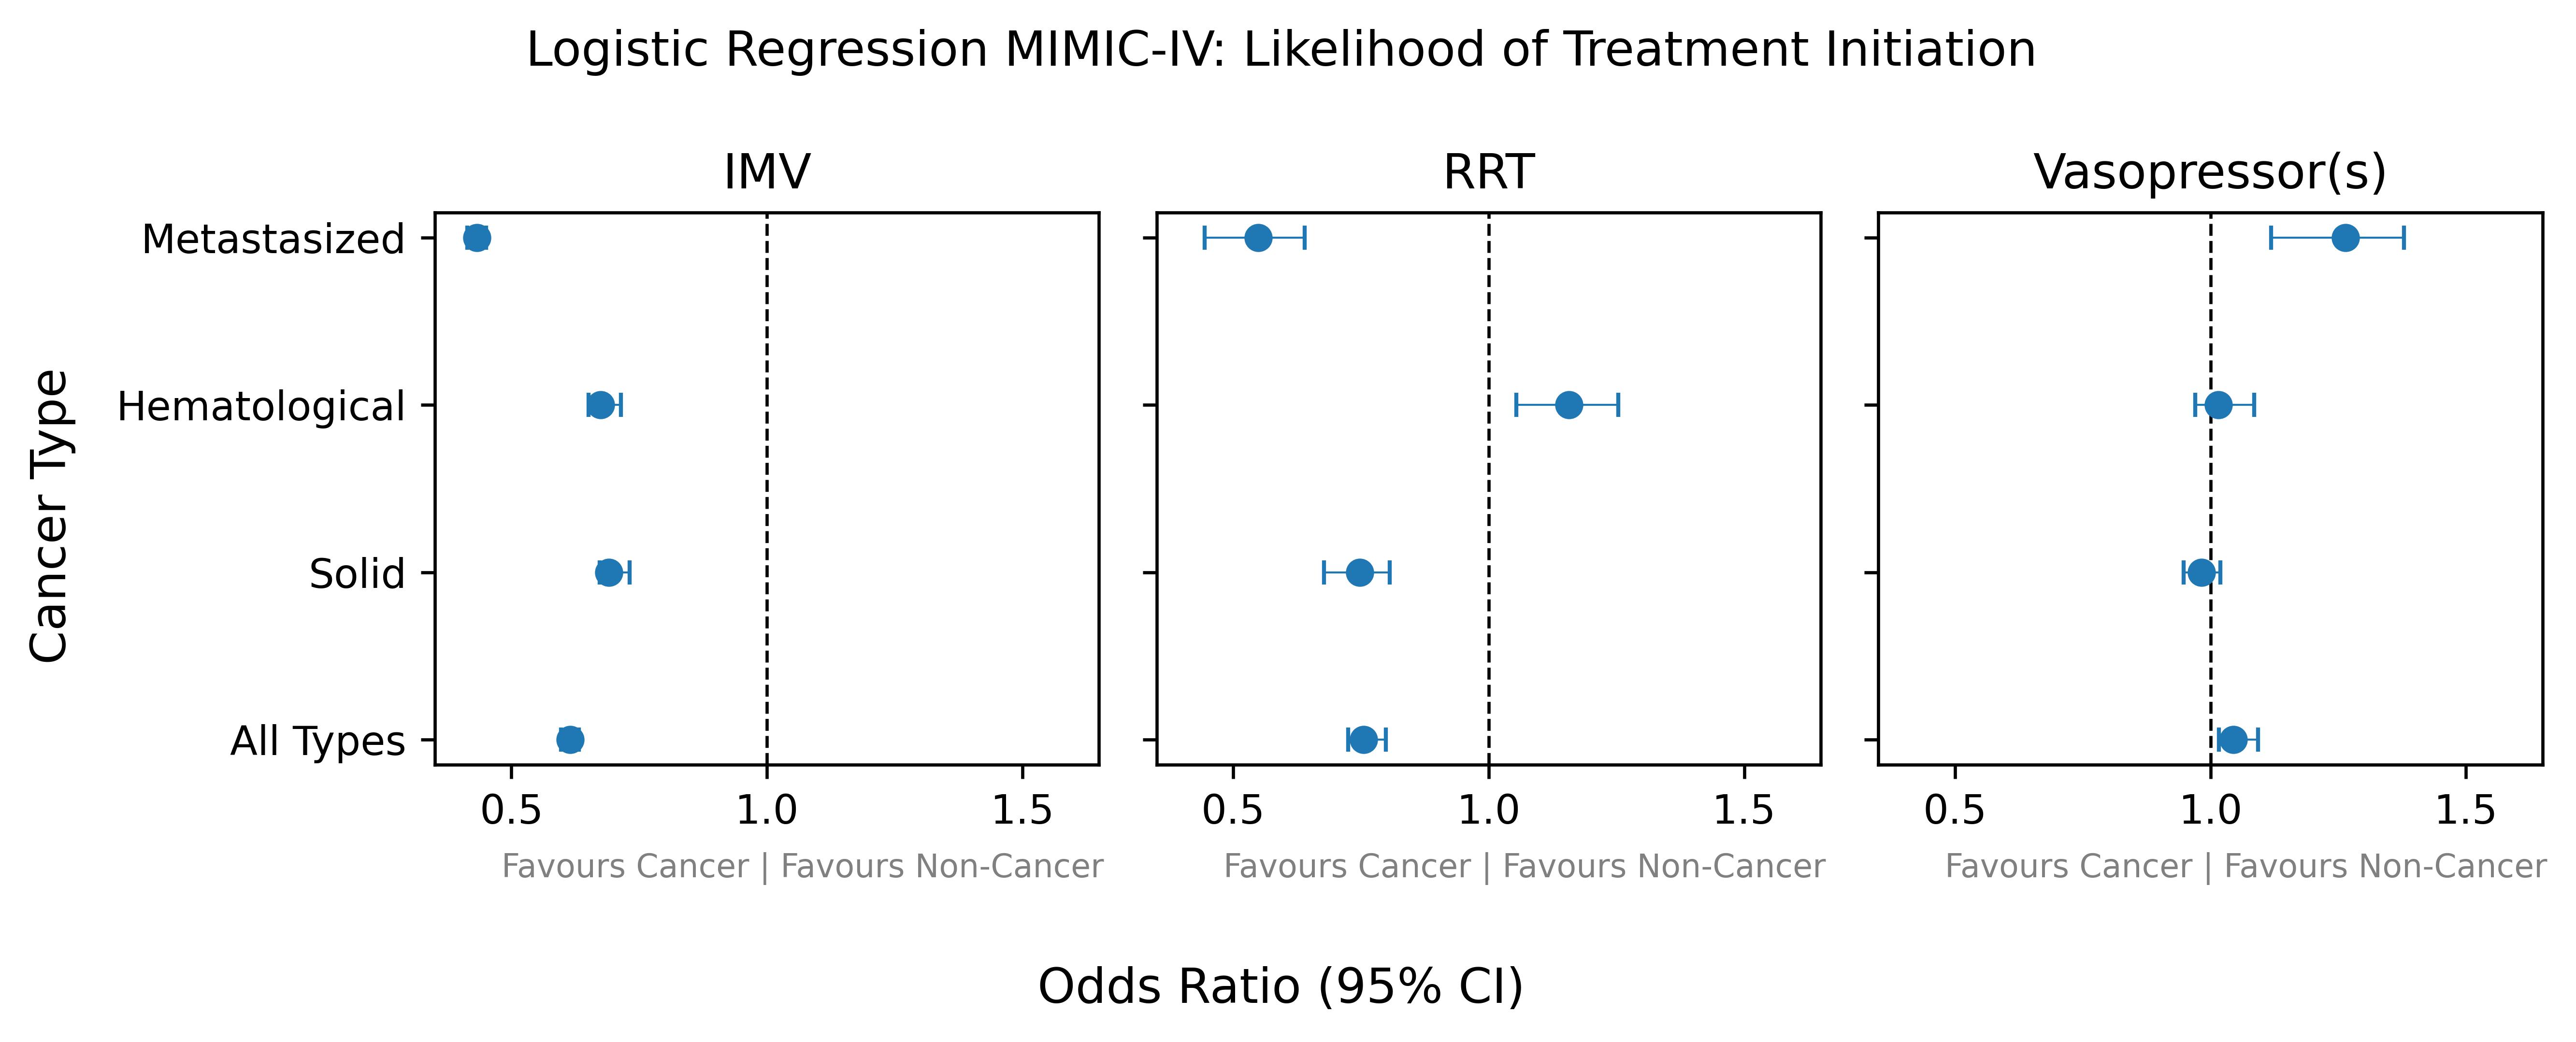 Logistic Regression MIMIC-IV: Likelihood of Treatment Initiation
IMV
RRT
Vasopressor(s)
Cancer Type
Metastasized
Hematological
Solid
All Types
0.5 1.0 1.5
0.5 1.0 1.5
0.5 1.0 1.5
Favours Cancer | Favours Non-Cancer
Favours Cancer | Favours Non-Cancer
Favours Cancer | Favours Non-Cancer
Odds Ratio (95% CI)